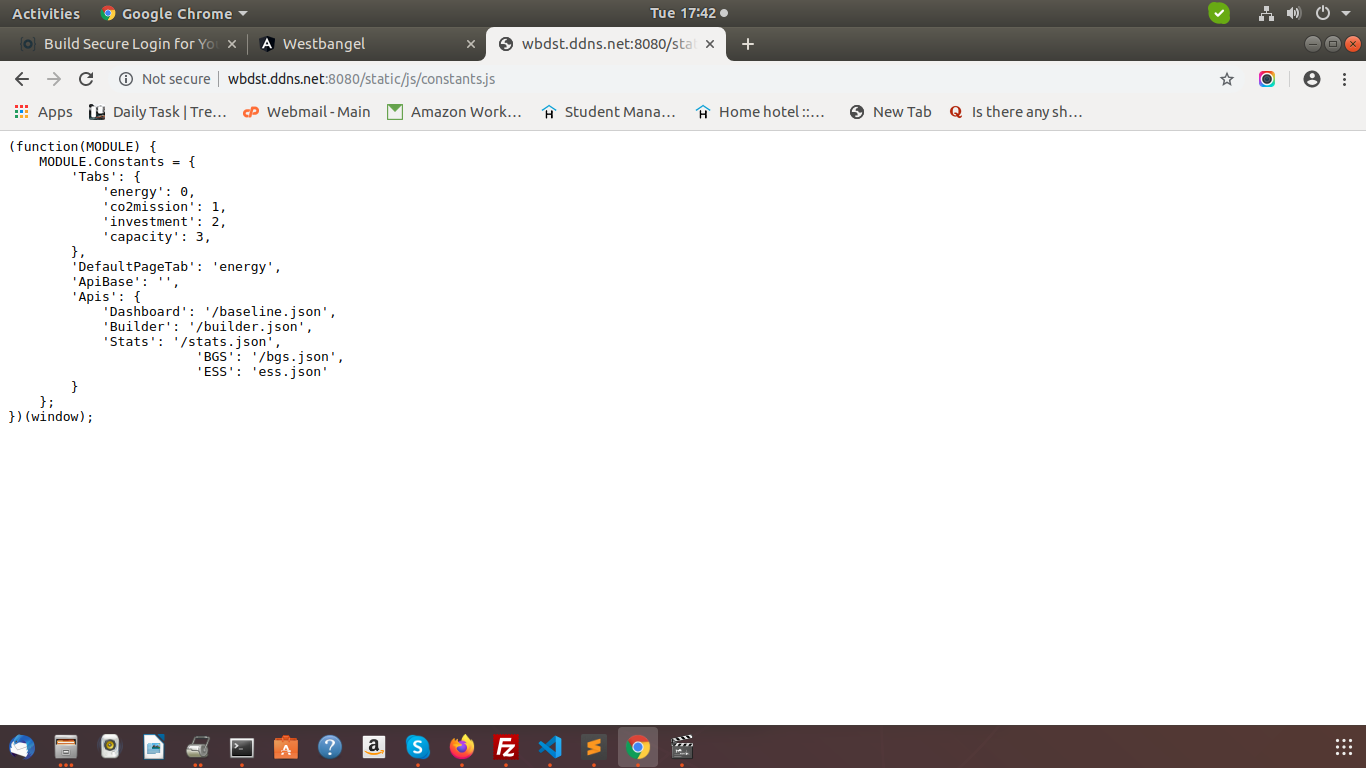 Activities Google Chrome Tue 17:42
Build Secure Login for Yo Westbangel wbdst.ddns.net:8080/sta
Not secure wbdst.ddns.net:8080/static/js/constants.js
Apps Daily Task | Tre… Webmail - Main Amazon Work… Student Mana… Home hotel ::… New Tab Is there any sh…
(function(MODULE) {
    MODULE.Constants = {
        'Tabs': {
            'energy': 0,
            'co2mission': 1,
            'investment': 2,
            'capacity': 3,
        },
        'DefaultPageTab': 'energy',
        'ApiBase': '',
        'Apis': {
            'Dashboard': '/baseline.json',
            'Builder': '/builder.json',
            'Stats': '/stats.json',
                        'BGS': '/bgs.json',
                        'ESS': 'ess.json'
        }
    };
})(window);